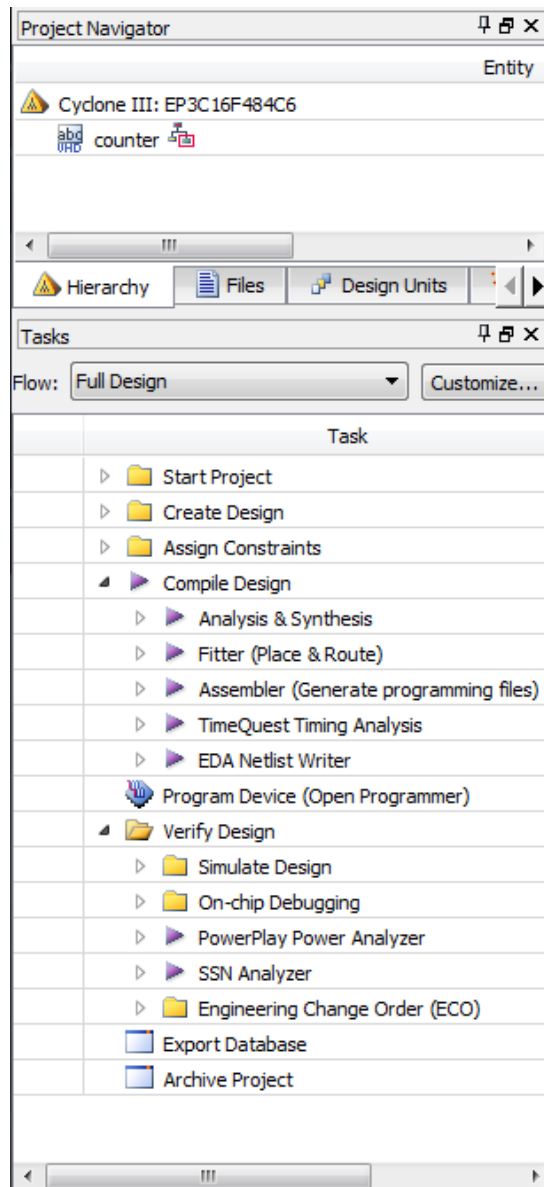 Project Navigator
Entity
Cyclone III: EP3C16F484C6
abd VHD counter
Hierarchy Files Design Units
Tasks
Flow: Full Design Customize...
Task
Start Project
Create Design
Assign Constraints
Compile Design
Analysis & Synthesis
Fitter (Place & Route)
Assembler (Generate programming files)
TimeQuest Timing Analysis
EDA Netlist Writer
Program Device (Open Programmer)
Verify Design
Simulate Design
On-chip Debugging
PowerPlay Power Analyzer
SSN Analyzer
Engineering Change Order (ECO)
Export Database
Archive Project